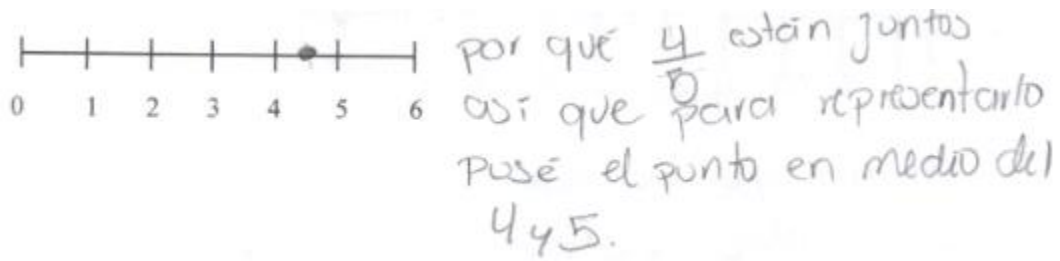 0 1 2 3 4 5 6
por qué 4/5 están juntos
así que para representarlo
pusé el punto en medio del
4 y 5.